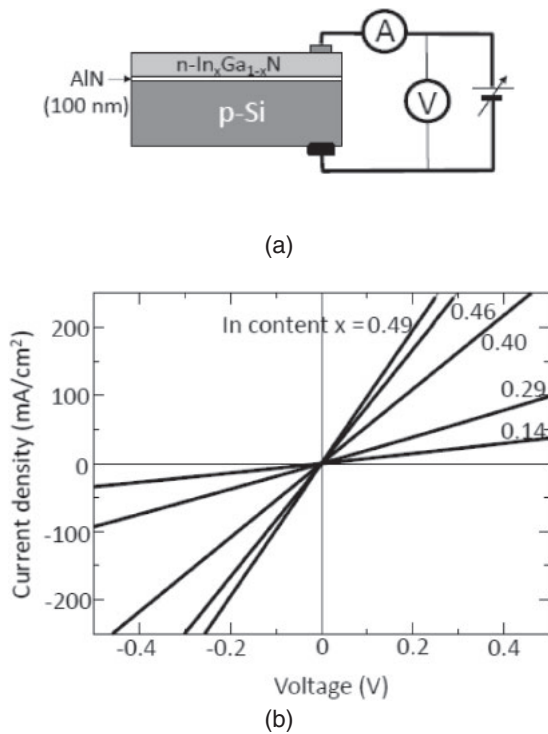 A
n-InₓGa₁₋ₓN
AlN
(100 nm)
V
p-Si
(a)
Current density (mA/cm²)
200
100
0
-100
-200
In content x = 0.49
0.46
0.40
0.29
0.14
-0.4
-0.2
0
0.2
0.4
Voltage (V)
(b)